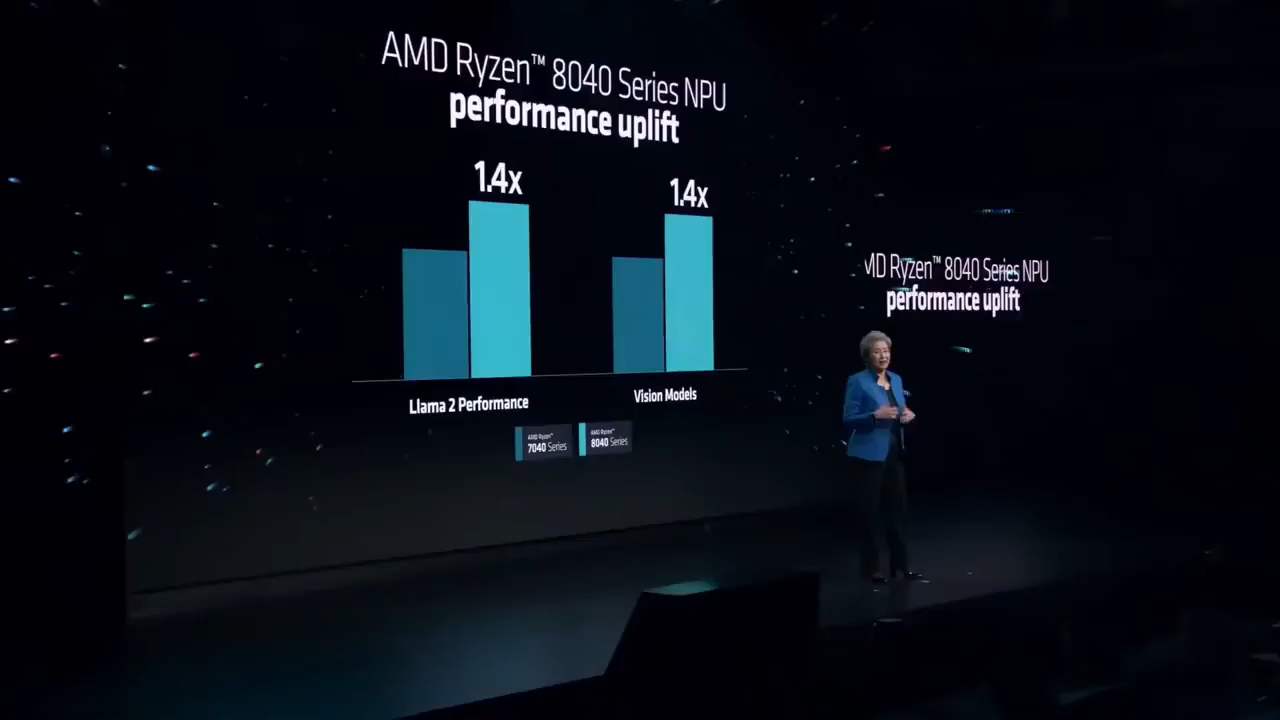 AMD Ryzen™ 8040 Series NPU
performance uplift
1.4x
1.4x
Llama 2 Performance
Vision Models
AMD Ryzen™
7040 Series
AMD Ryzen™
8040 Series
MD Ryzen™ 8040 Series NPU
performance uplift